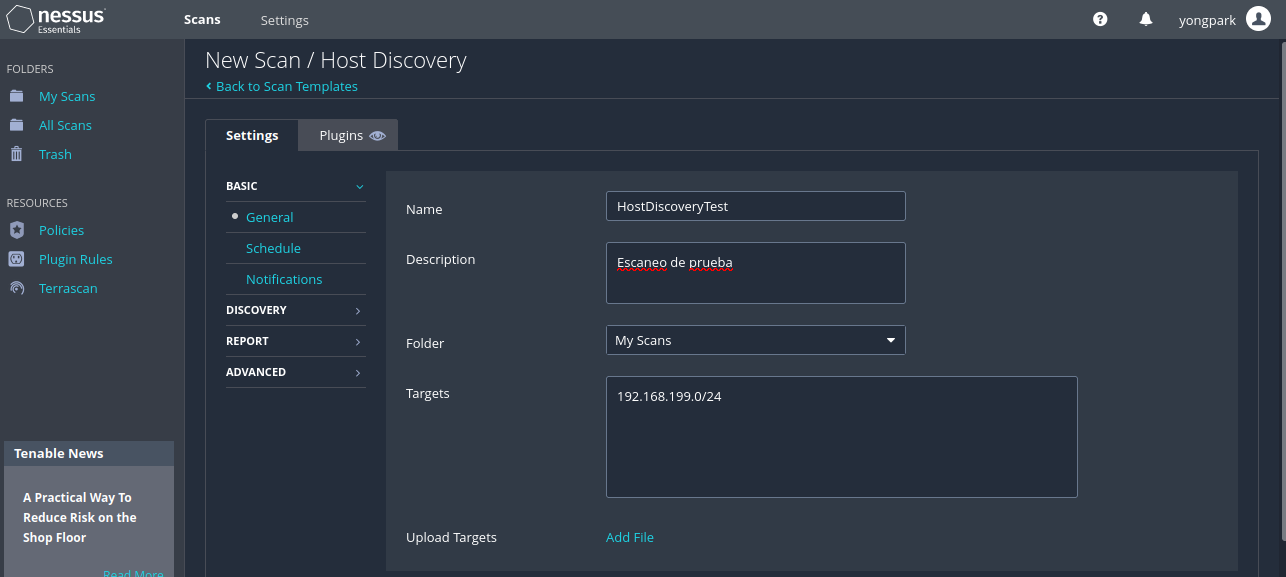 nessus
Essentials
Scans
Settings
yongpark
FOLDERS
My Scans
All Scans
Trash
RESOURCES
Policies
Plugin Rules
Terrascan
Tenable News
A Practical Way To
Reduce Risk on the
Shop Floor
Read More
New Scan / Host Discovery
Back to Scan Templates
Settings
Plugins
BASIC
General
Schedule
Notifications
DISCOVERY
REPORT
ADVANCED
Name
HostDiscoveryTest
Description
Escaneo de prueba
Folder
My Scans
Targets
192.168.199.0/24
Upload Targets
Add File